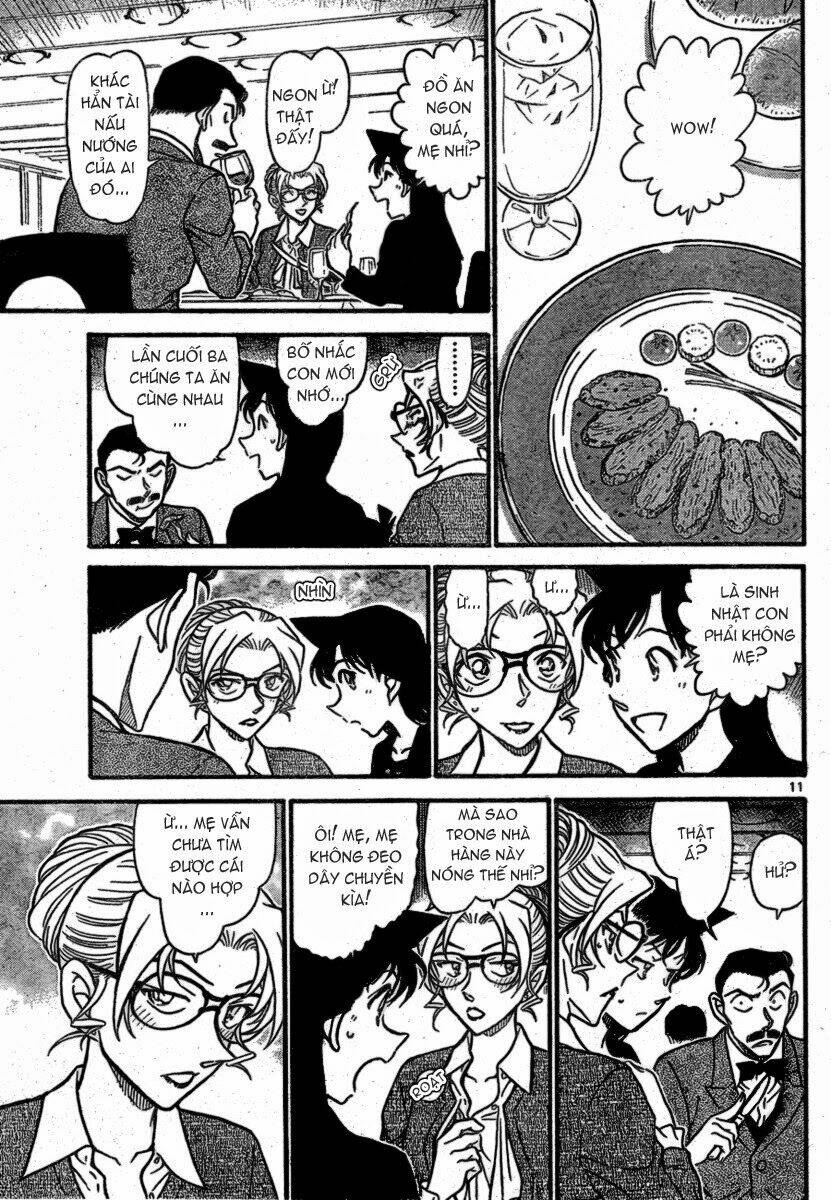 WOW!
ĐỒ ĂN
NGON
QUÁ,
MẸ NHỈ?
NGON Ừ!
THẬT
ĐẤY!
KHÁC
HẲN TÀI
NẤU
NƯỚNG
CỦA AI
ĐÓ...
.........
GQIT
BỐ NHẮC
CON MỚI
NHỚ...
LẦN CUỐI BA
CHÚNG TA ĂN
CÙNG NHAU
...
LÀ SINH
NHẬT CON
PHẢI KHÔNG
MẸ?
Ư...
Ừ...
NHÌN
11
HỬ?
THẬT
Á?
MÀ SAO
TRONG NHÀ
HÀNG NÀY
NÓNG THẾ NHỈ?
ROẠT
ÔI! MẸ, MẸ
KHÔNG ĐEO
DÂY CHUYỀN
KÌA!
Ừ... MẸ VẪN
CHƯA TÌM
ĐƯỢC CÁI
NÀO HỢP
...